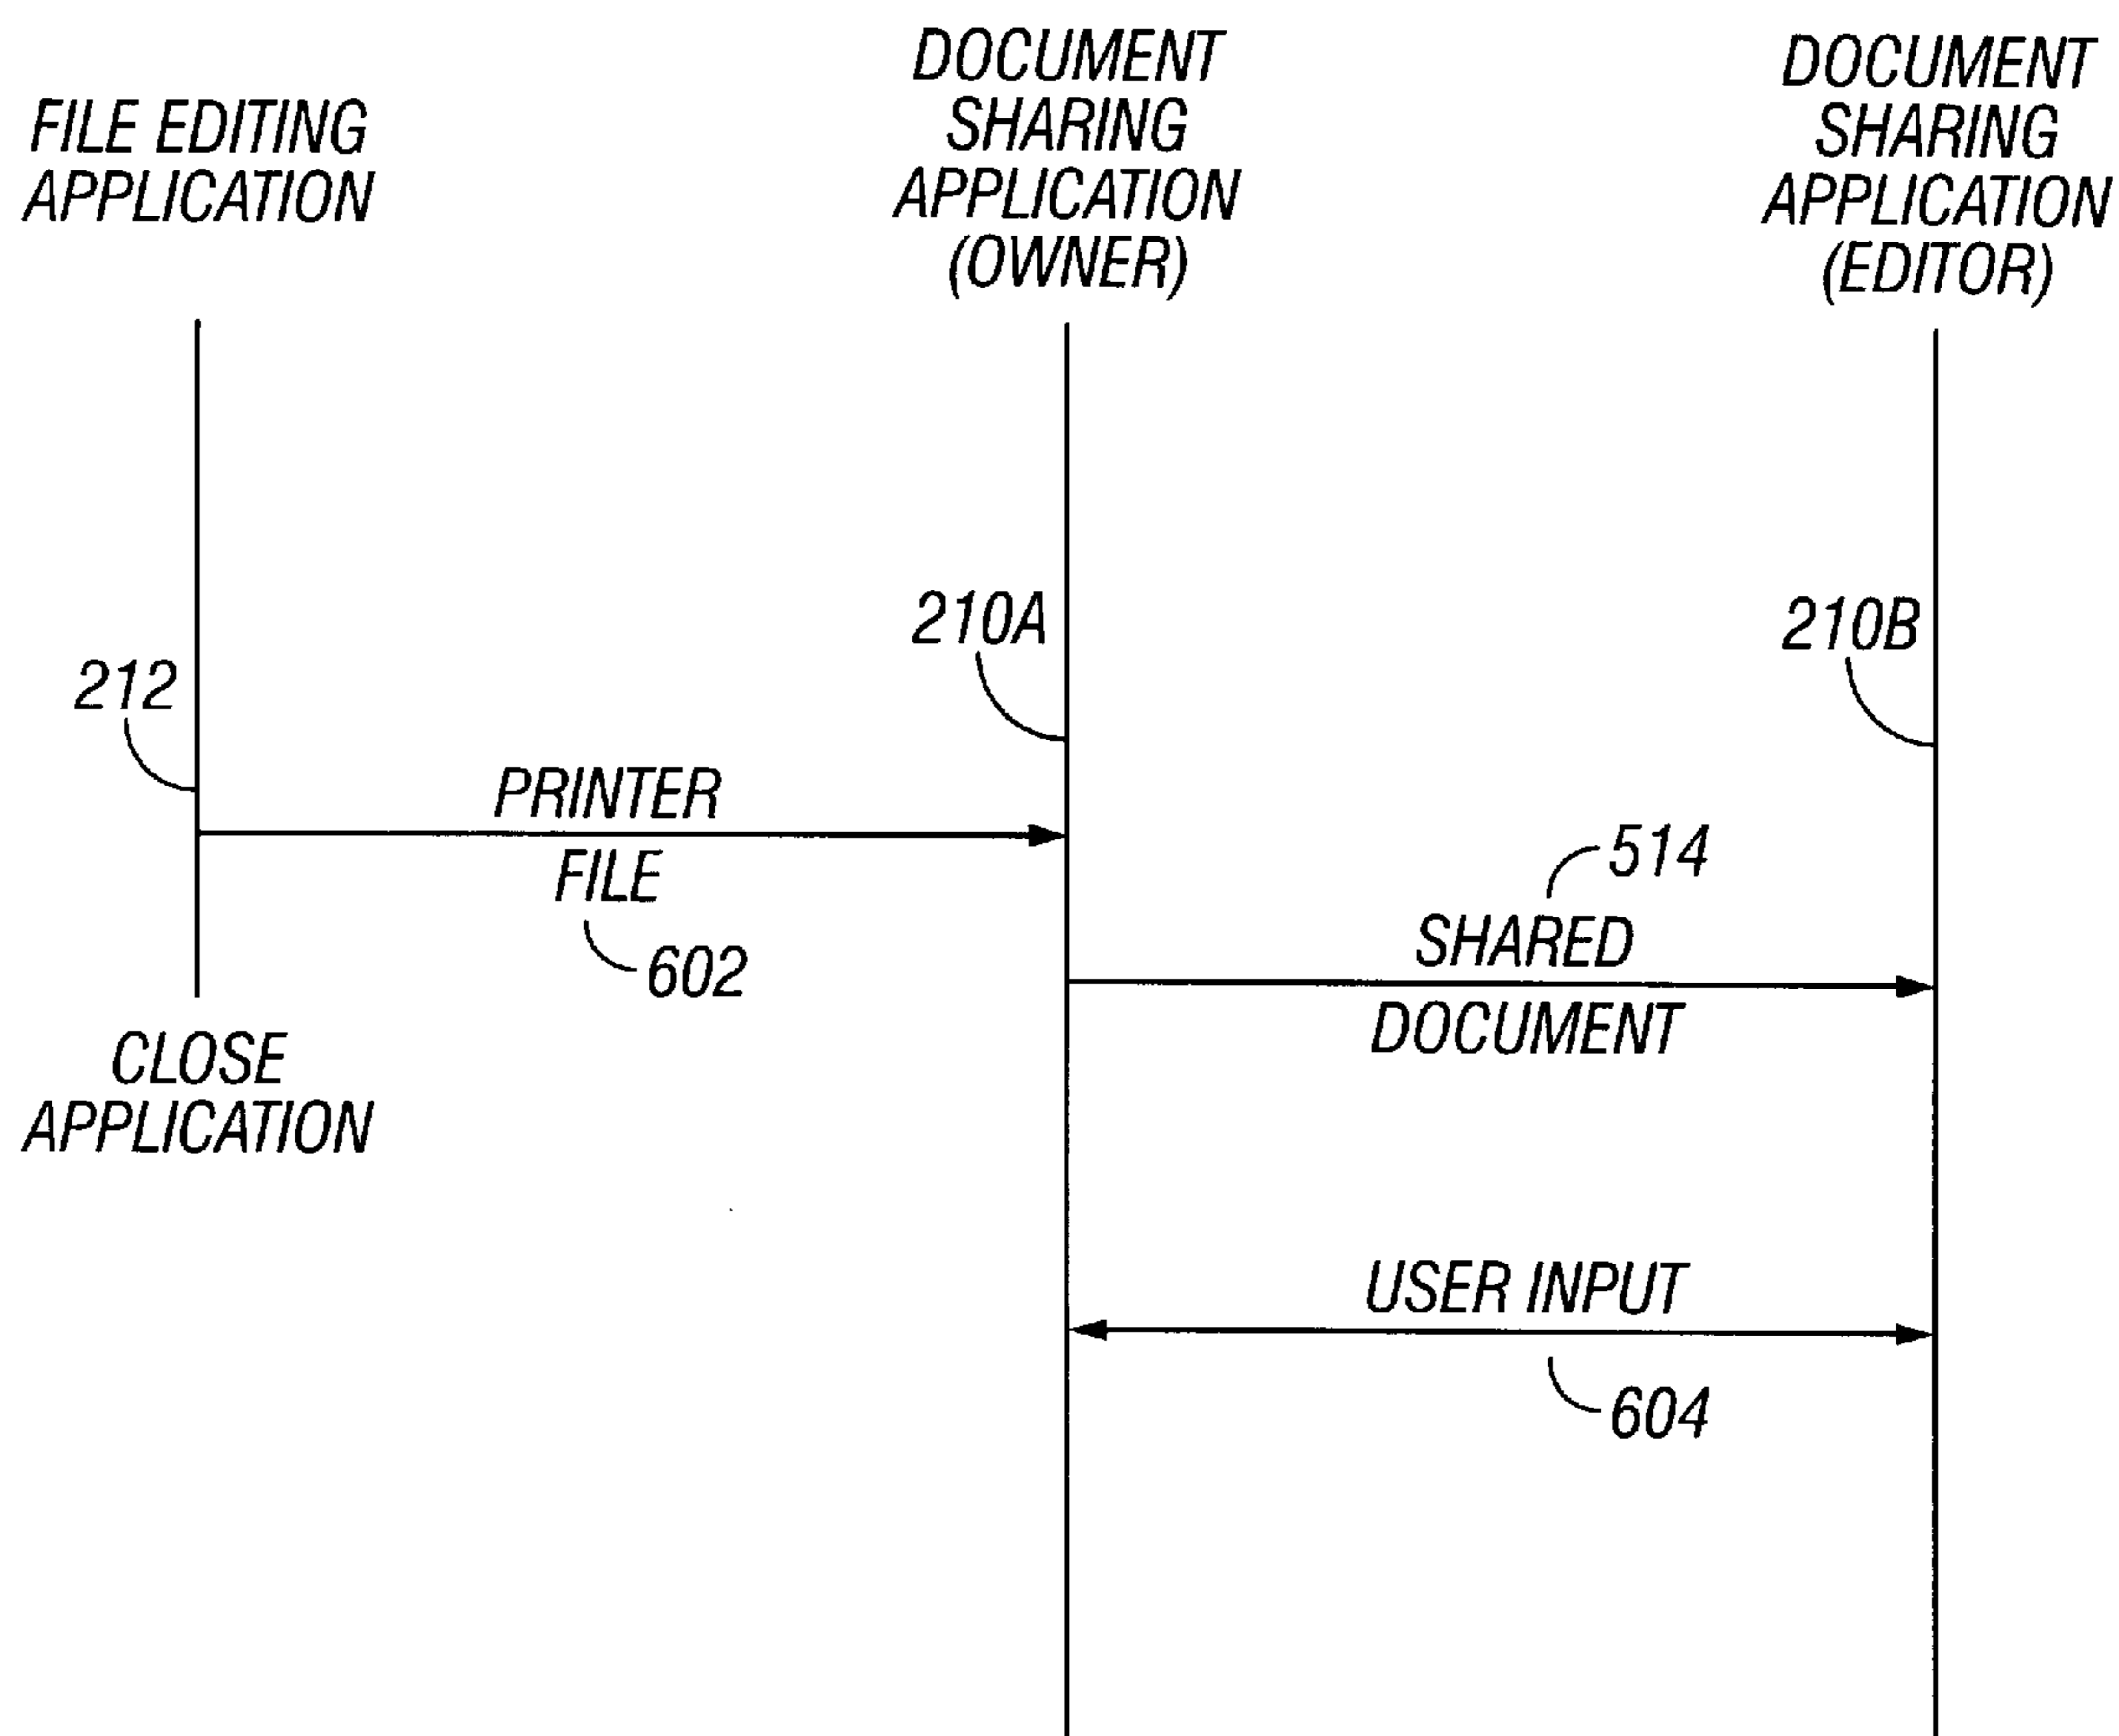 FILE EDITING
APPLICATION
DOCUMENT
SHARING
APPLICATION
(OWNER)
DOCUMENT
SHARING
APPLICATION
(EDITOR)
212
210A
210B
PRINTER
FILE
602
514
SHARED
DOCUMENT
CLOSE
APPLICATION
USER INPUT
604